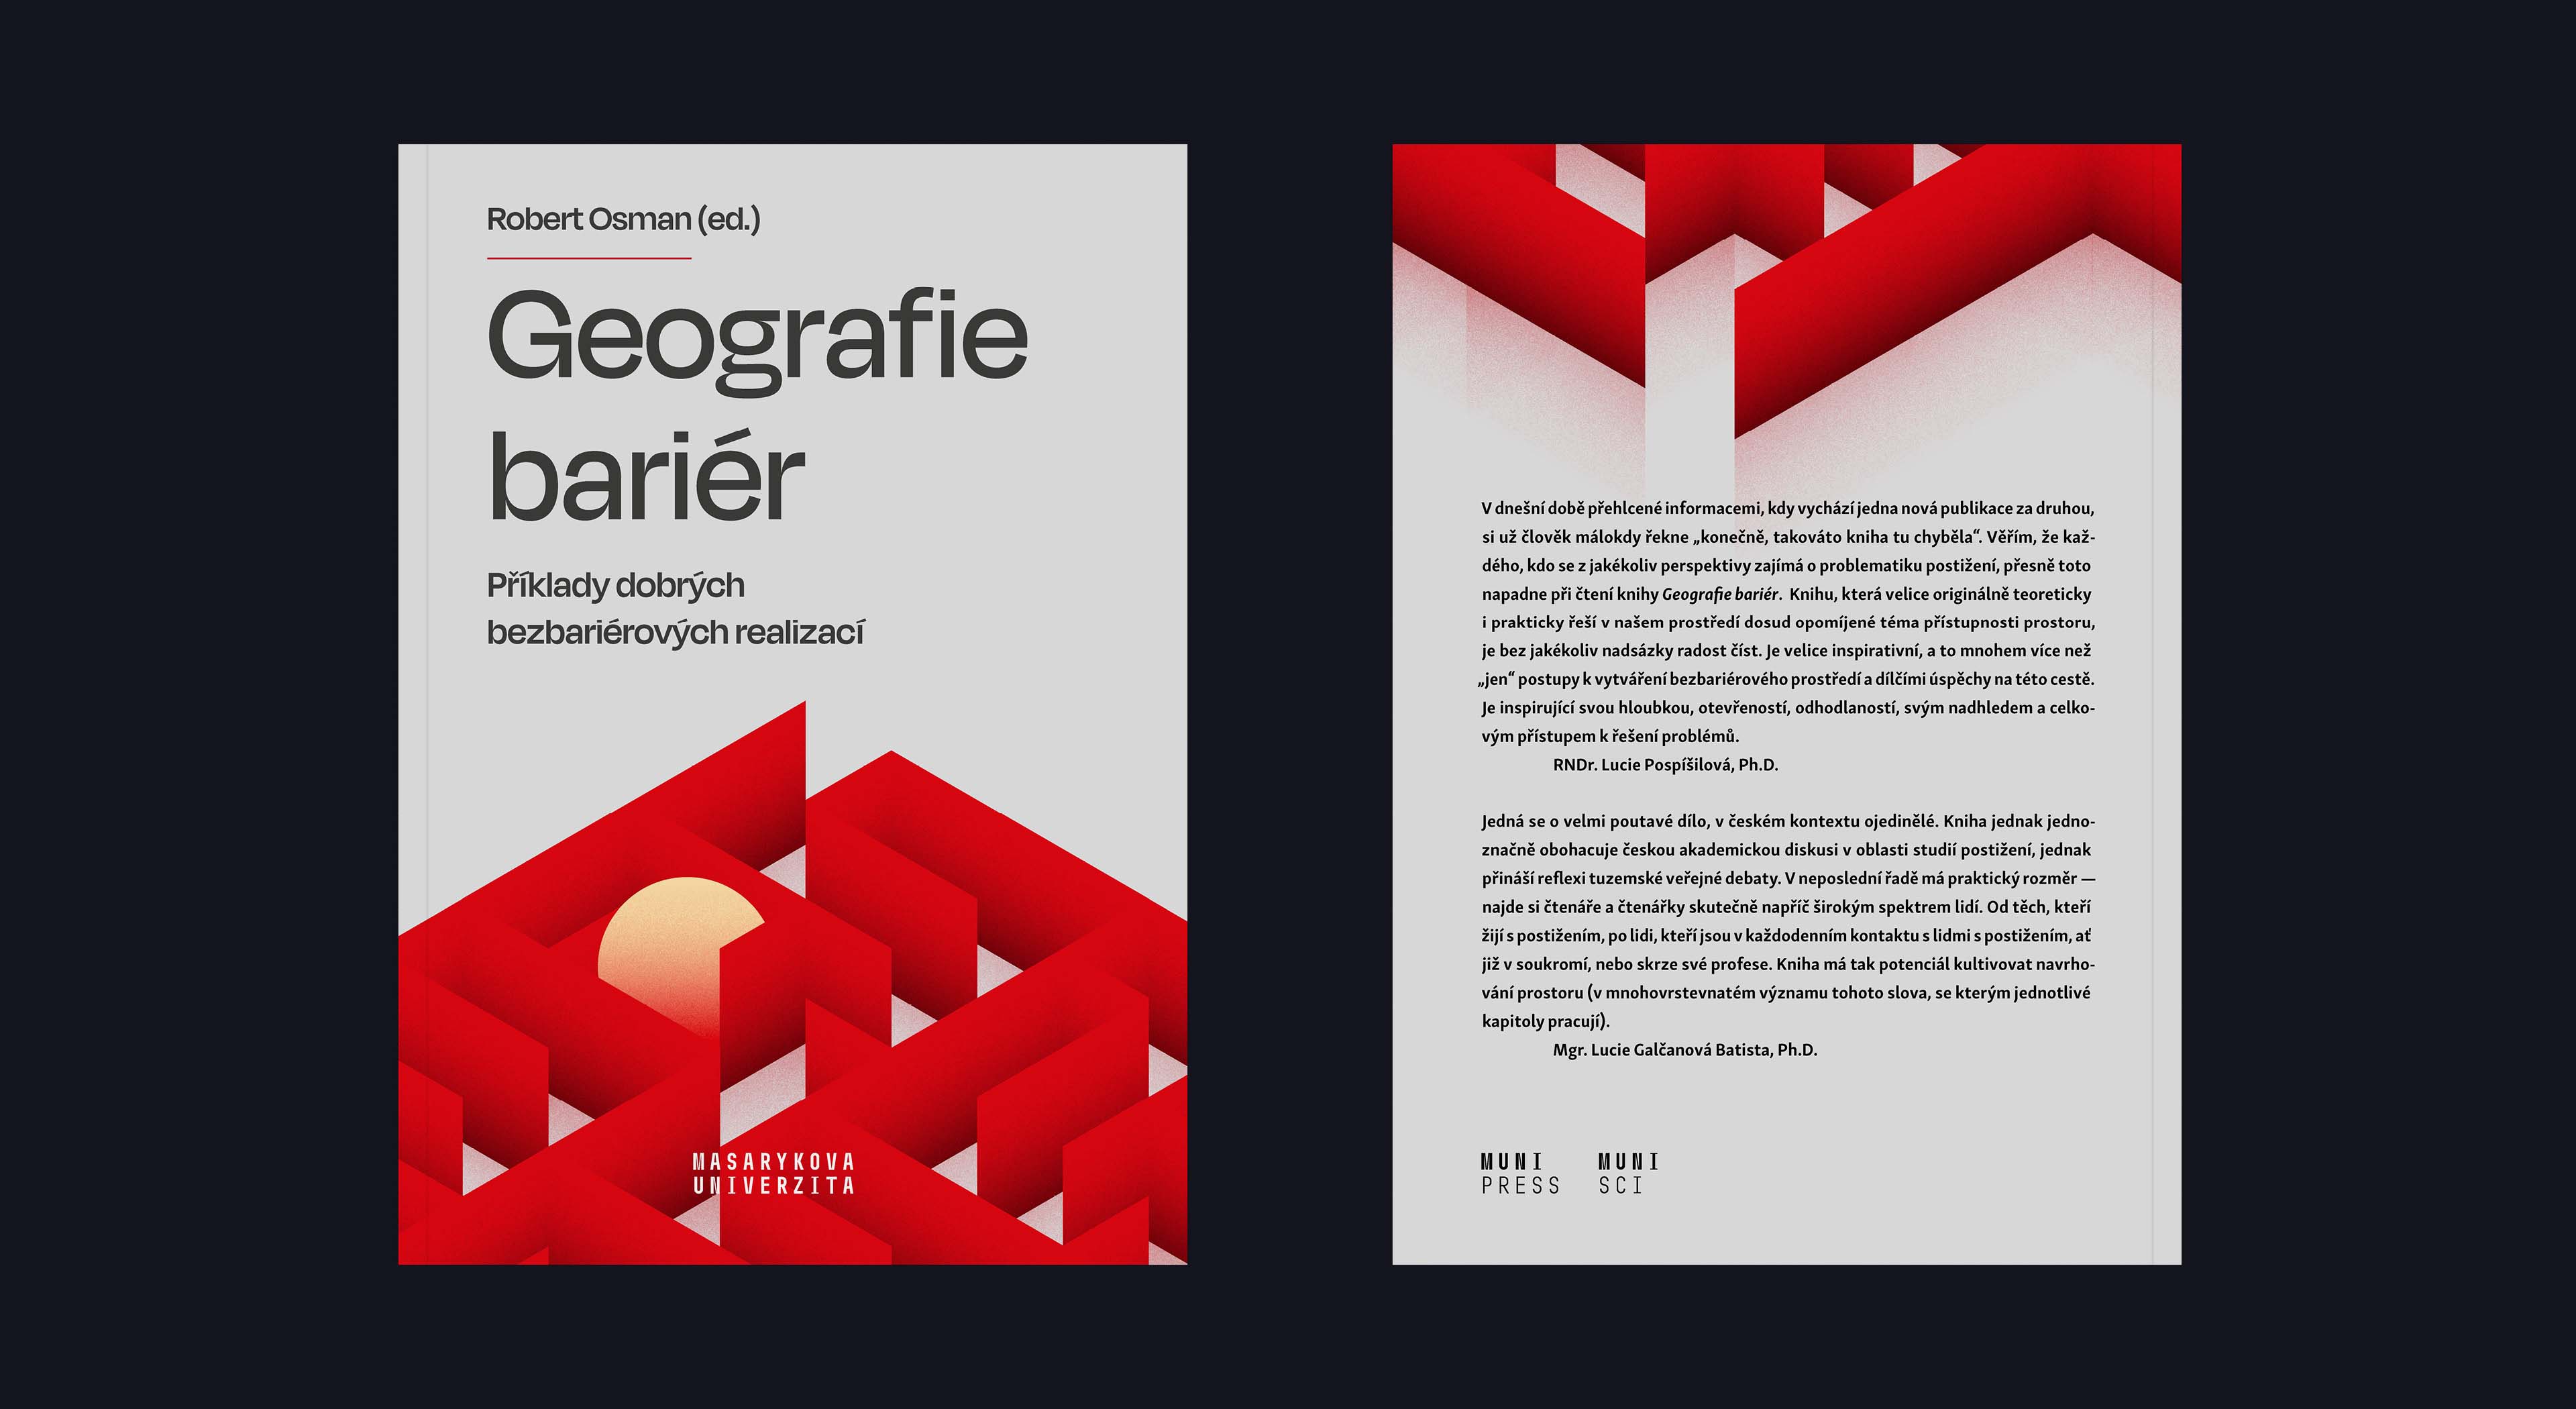 Robert Osman (ed.)
Geografie
bariér
Příklady dobrých
bezbariérových realizací
MASARYKOVA
UNIVERZITA
V dnešní době přehlcené informacemi, kdy vychází jedna nová publikace za druhou,
si už člověk málokdy řekne „konečně, takováto kniha tu chyběla“. Věřím, že kaž-
dého, kdo se z jakékoliv perspektivy zajímá o problematiku postižení, přesně toto
napadne při čtení knihy Geografie bariér. Knihu, která velice originálně teoreticky
i prakticky řeší v našem prostředí dosud opomíjené téma přístupnosti prostoru,
je bez jakékoliv nadsázky radost číst. Je velice inspirativní, a to mnohem více než
„jen“ postupy k vytváření bezbariérového prostředí a dílčími úspěchy na této cestě.
Je inspirující svou hloubkou, otevřeností, odhodlaností, svým nadhledem a celko-
vým přístupem k řešení problémů.
RNDr. Lucie Pospíšilová, Ph.D.
Jedná se o velmi poutavé dílo, v českém kontextu ojedinělé. Kniha jednak jedno-
značně obohacuje českou akademickou diskusi v oblasti studií postižení, jednak
přináší reflexi tuzemské veřejné debaty. V neposlední řadě má praktický rozměr —
najde si čtenáře a čtenářky skutečně napříč širokým spektrem lidí. Od těch, kteří
žijí s postižením, po lidi, kteří jsou v každodenním kontaktu s lidmi s postižením, ať
již v soukromí, nebo skrze své profese. Kniha má tak potenciál kultivovat navrho-
vání prostoru (v mnohovrstevnatém významu tohoto slova, se kterým jednotlivé
kapitoly pracují).
Mgr. Lucie Galčanová Batista, Ph.D.
MUNI
PRESS
MUNI
SCI